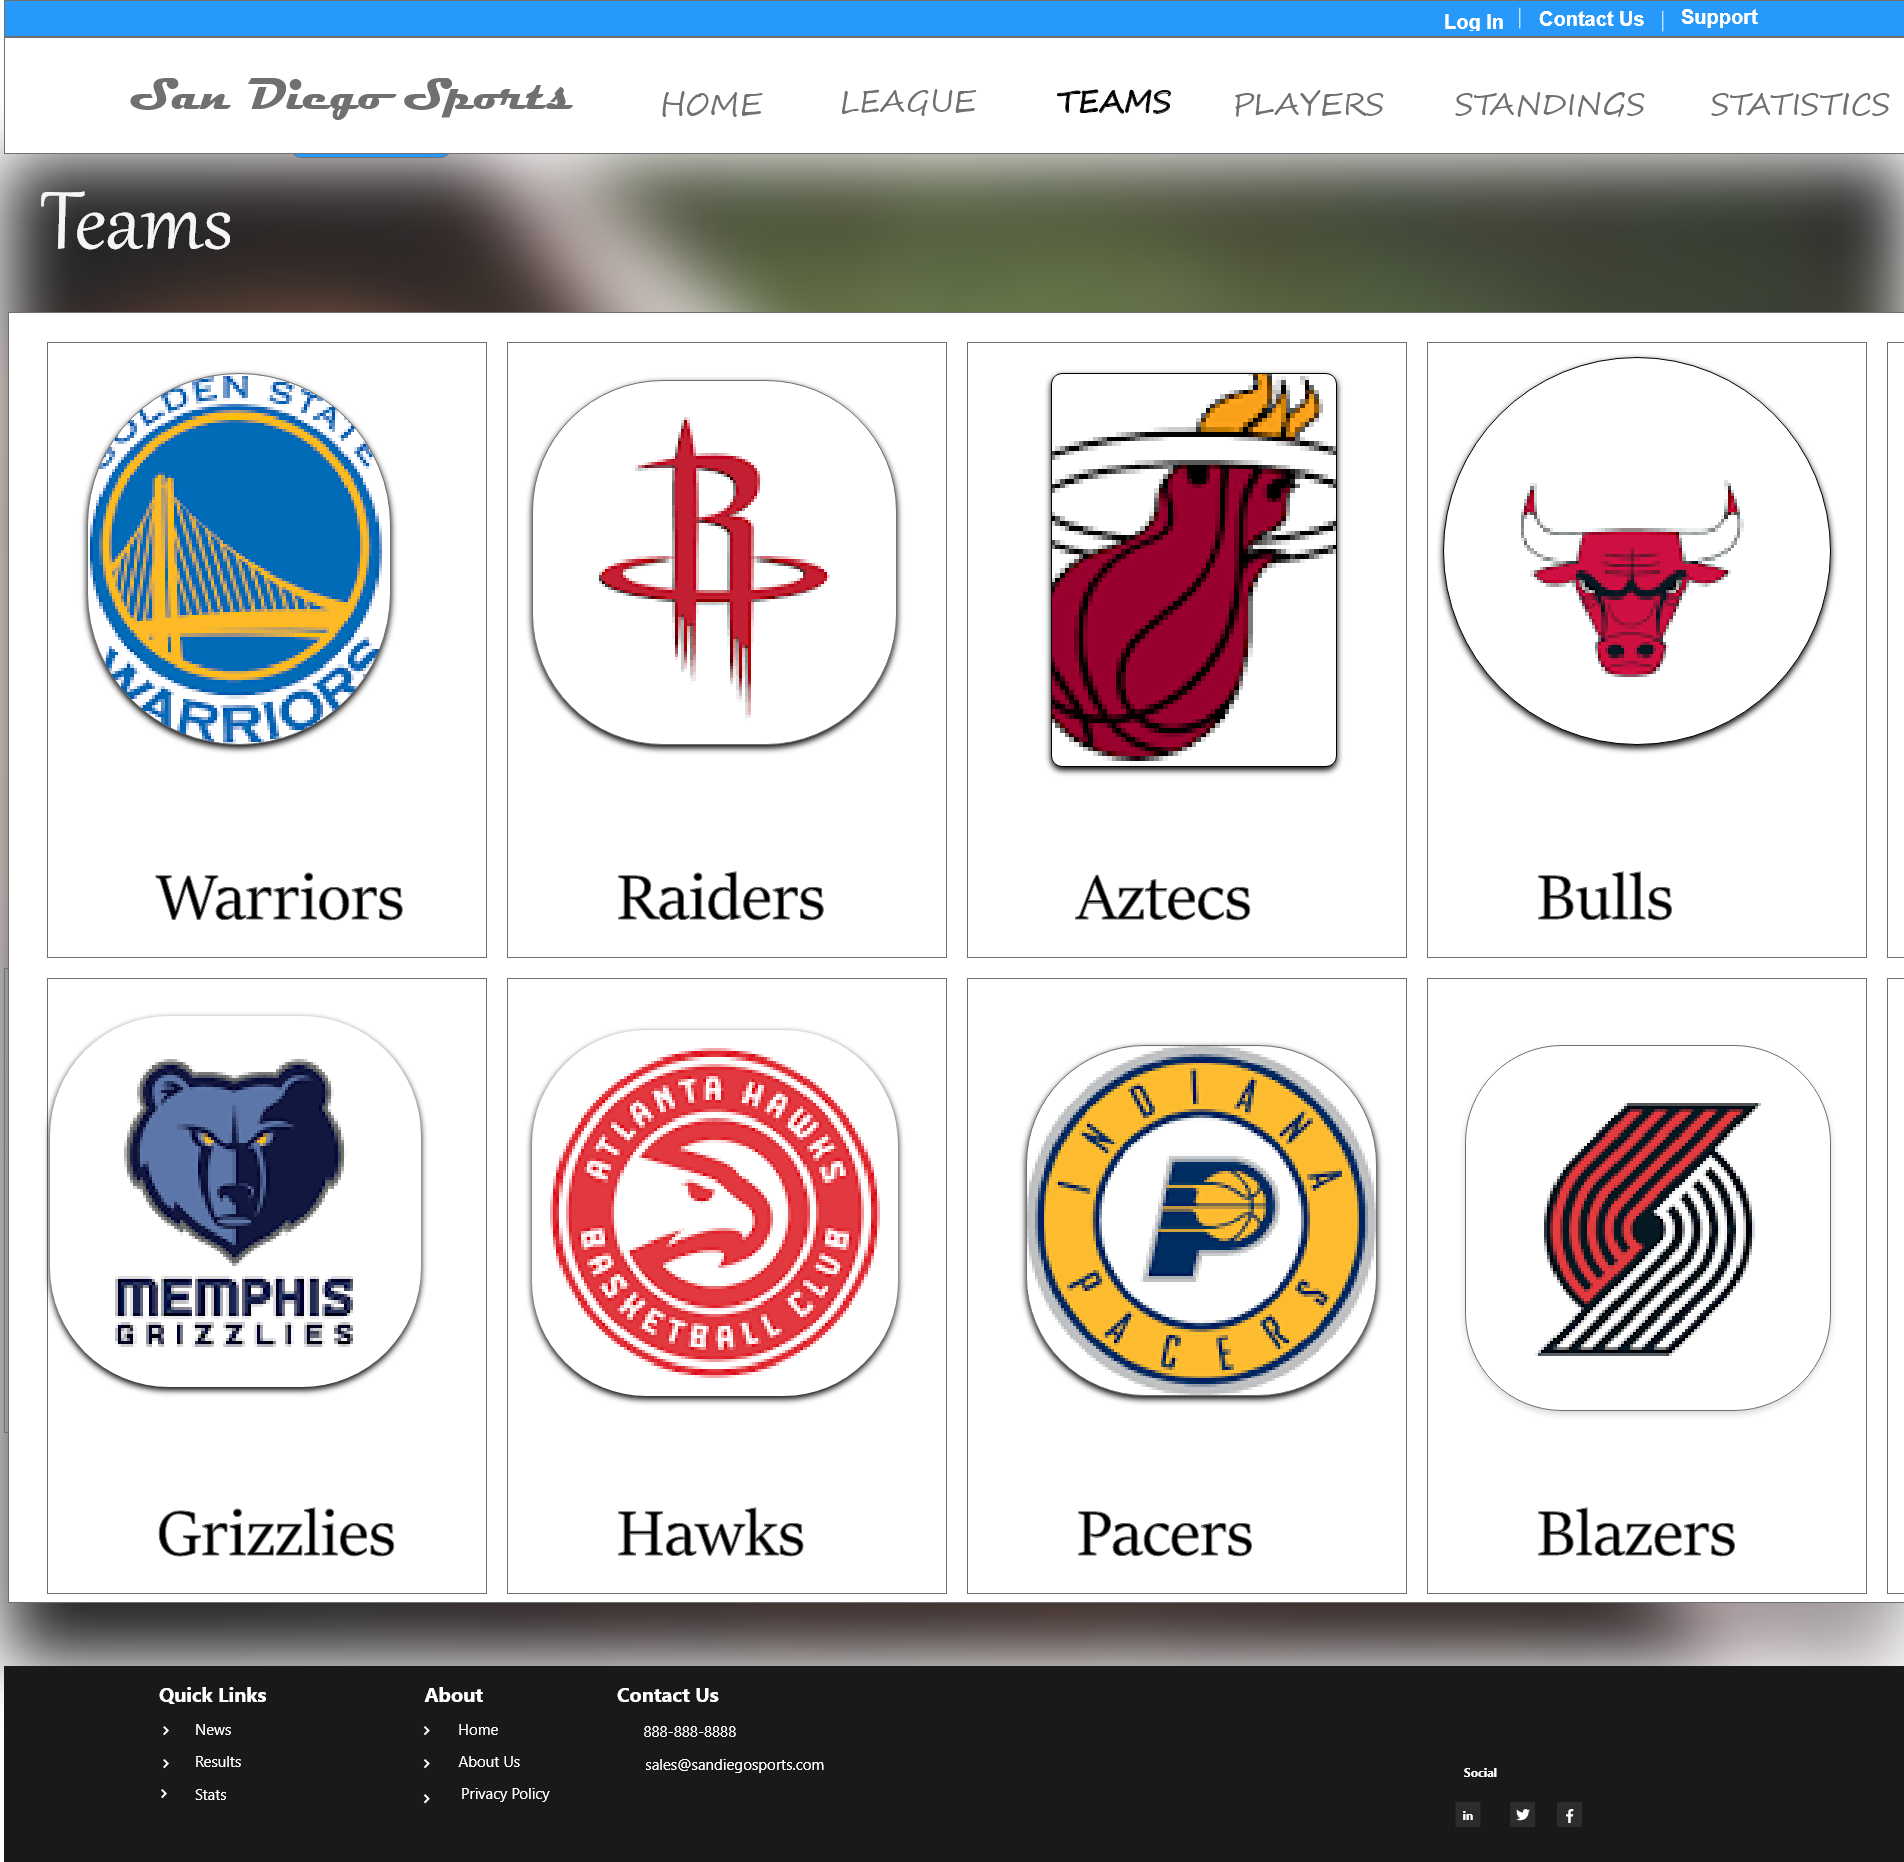 Log In | Contact Us | Support
San Diego Sports HOME LEAGUE TEAMS PLAYERS STANDINGS STATISTICS
Teams
GOLDEN STATE
WARRIORS
Warriors
Raiders
Aztecs
Bulls
MEMPHIS
GRIZZLIES
Grizzlies
ATLANTA HAWKS
BASKETBALL CLUB
Hawks
INDIANA
PACERS
P
Pacers
Blazers
Quick Links
News
Results
Stats
About
Home
About Us
Privacy Policy
Contact Us
888-888-8888
sales@sandiegosports.com
Social
in
f